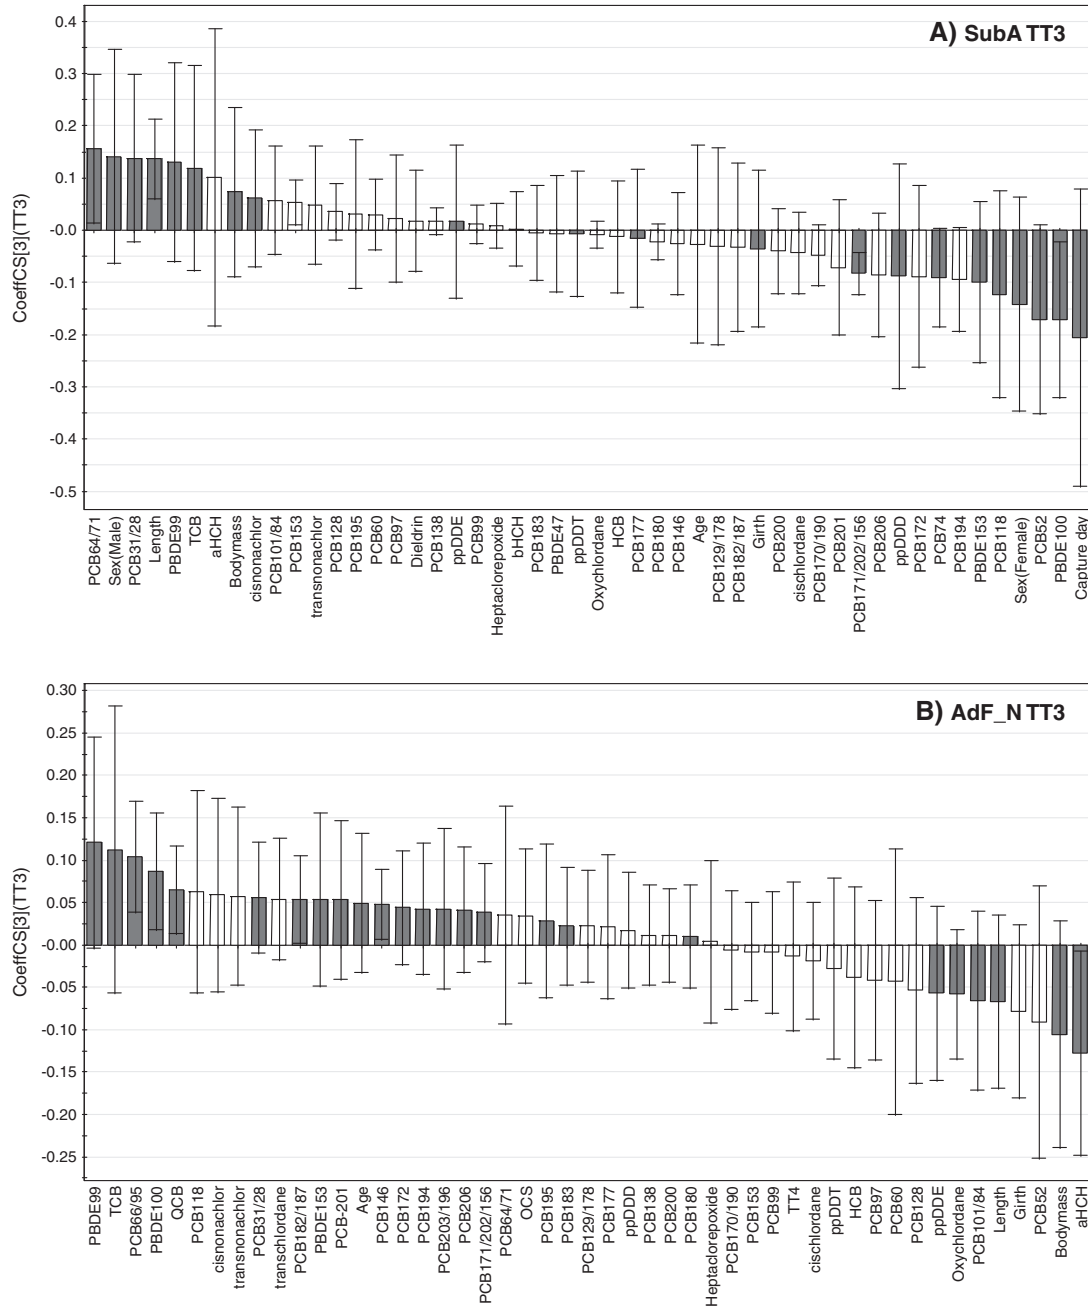 A) SubA TT3
CoeffCS[3](TT3)
0.4
0.3
0.2
0.1
-0.0
-0.1
-0.2
-0.3
-0.4
-0.5
PCB64/71
Sex(Male)
PCB31/28
Length
PBDE99
TCB
aHCH
Bodymass
cisnonachlor
PCB101/84
PCB153
transnonachlor
PCB128
PCB195
PCB60
PCB97
Dieldrin
PCB138
ppDDE
PCB99
Heptaclorepoxide
bHCH
PCB183
PBDE47
ppDDT
Oxychlordane
HCB
PCB177
PCB180
PCB146
Age
PCB129/178
PCB182/187
Girth
PCB200
cischlordane
PCB170/190
PCB201
PCB171/202/156
PCB206
ppDDD
PCB172
PCB74
PCB194
PBDE153
PCB118
Sex(Female)
PCB52
PBDE100
Capture day
B) AdF_N TT3
CoeffCS[3](TT3)
0.30
0.25
0.20
0.15
0.10
0.05
-0.00
-0.05
-0.10
-0.15
-0.20
-0.25
PBDE99
TCB
PCB66/95
PBDE100
QCB
PCB118
cisnonachlor
transnonachlor
PCB31/28
transchlordane
PCB182/187
PBDE153
PCB-201
Age
PCB146
PCB172
PCB194
PCB203/196
PCB206
PCB171/202/156
PCB64/71
OCS
PCB195
PCB183
PCB129/178
PCB177
ppDDD
PCB138
PCB200
PCB180
Heptaclorepoxide
PCB170/190
PCB153
PCB99
TT4
cischlordane
ppDDT
HCB
PCB97
PCB60
PCB128
ppDDE
Oxychlordane
PCB101/84
Length
Girth
PCB52
Bodymass
aHCH